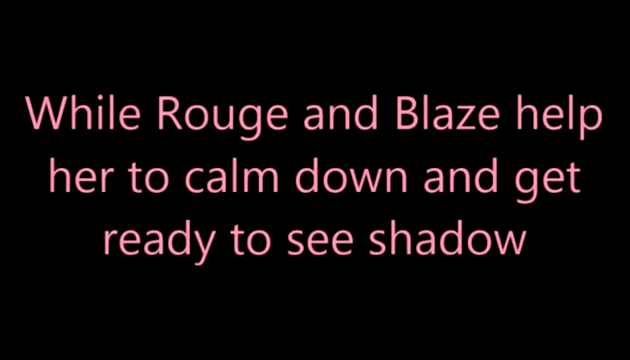 While Rouge and Blaze help
her to calm down and get
ready to see shadow